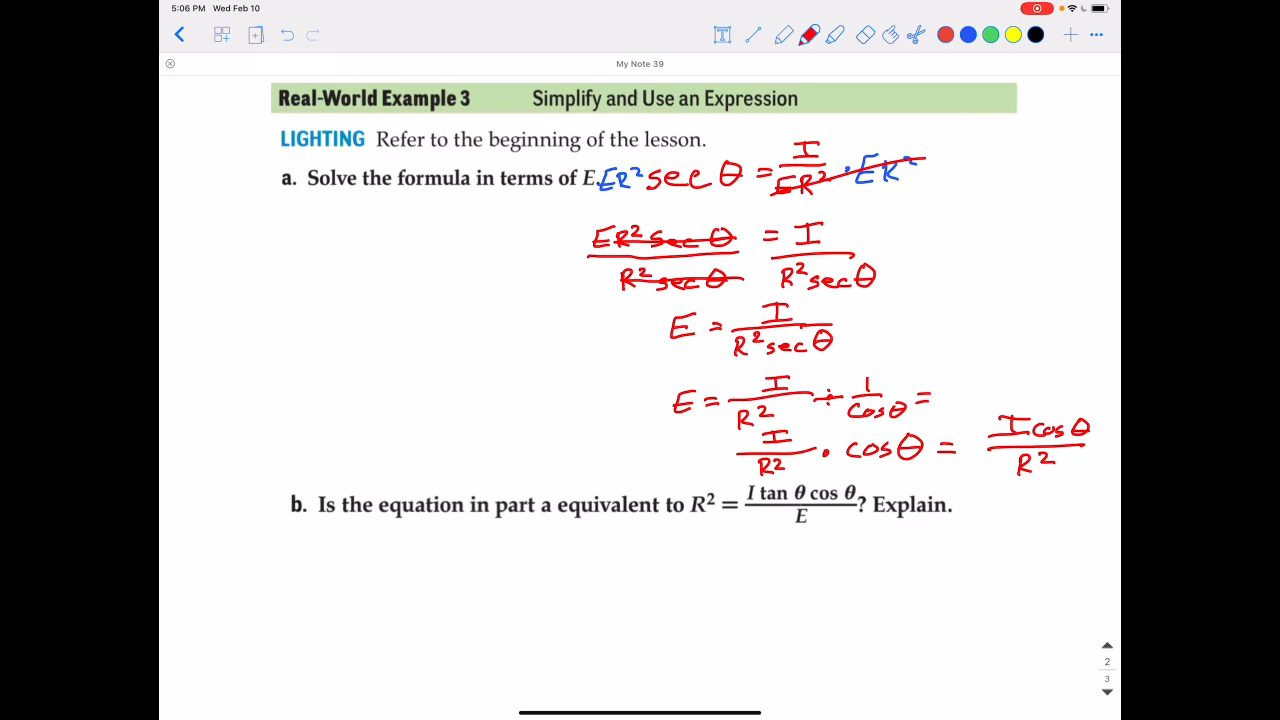 5:06 PM Wed Feb 10
My Note 39
Real-World Example 3 Simplify and Use an Expression
LIGHTING Refer to the beginning of the lesson.
a. Solve the formula in terms of E.
ER² sec θ = I/ER² · ER²
ER² sec θ/R² sec θ = I/R² sec θ
E = I/R² sec θ
E = I/R² ÷ 1/cos θ =
I/R² · cos θ = I cos θ/R²
b. Is the equation in part a equivalent to R² = I tan θ cos θ/E? Explain.
2
3